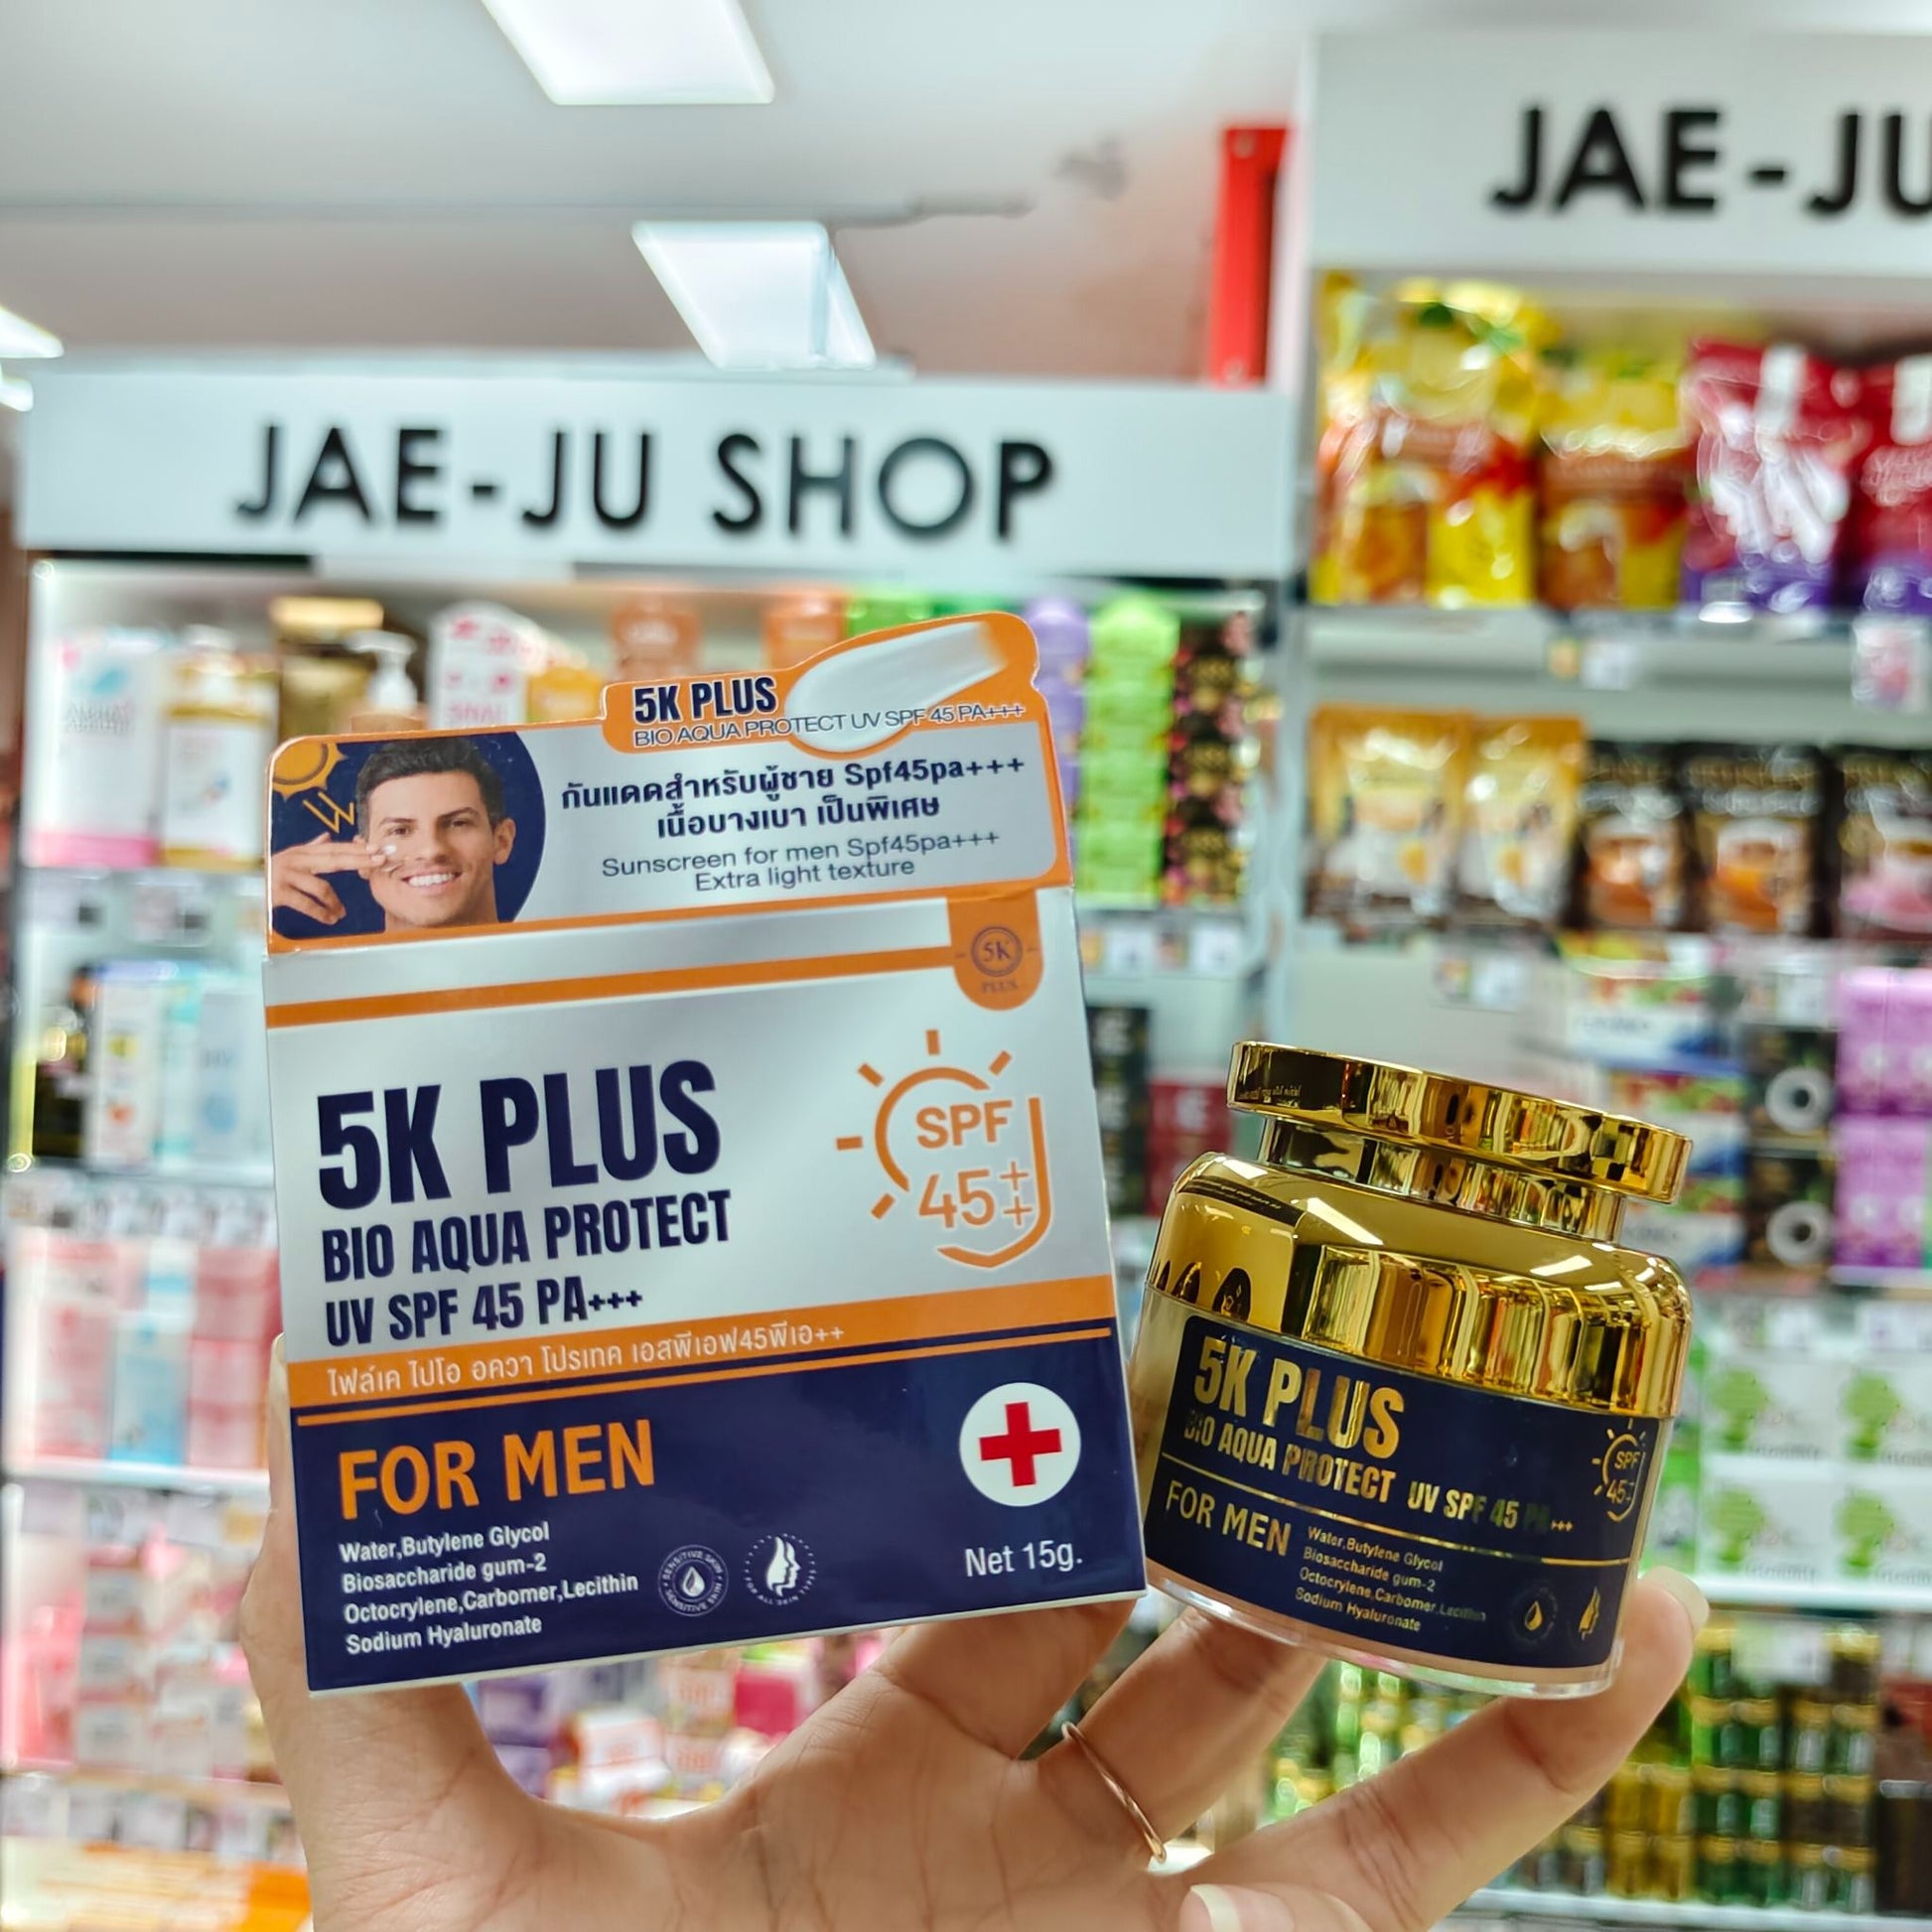 JAE-JU
JAE-JU SHOP
5K PLUS
BIO AQUA PROTECT UV SPF 45 PA+++
กันแดดสำหรับผู้ชาย Spf45pa+++
เนื้อบางเบา เป็นพิเศษ
Sunscreen for men Spf45pa+++
Extra light texture
5K
PLUS
5K PLUS
BIO AQUA PROTECT
UV SPF 45 PA+++
SPF
45++
ไฟล์เค ไปโอ อควา โปรเทค เอสพีเอฟ45พีเอ++
FOR MEN
Water,Butylene Glycol
Biosaccharide gum-2
Octocrylene,Carbomer,Lecithin
Sodium Hyaluronate
SENSITIVE SKIN
Net 15g.
5K PLUS
BIO AQUA PROTECT UV SPF 45 PA+++
SPF
45++
FOR MEN
Water,Butylene Glycol
Biosaccharide gum-2
Octocrylene,Carbomer,Lecithin
Sodium Hyaluronate